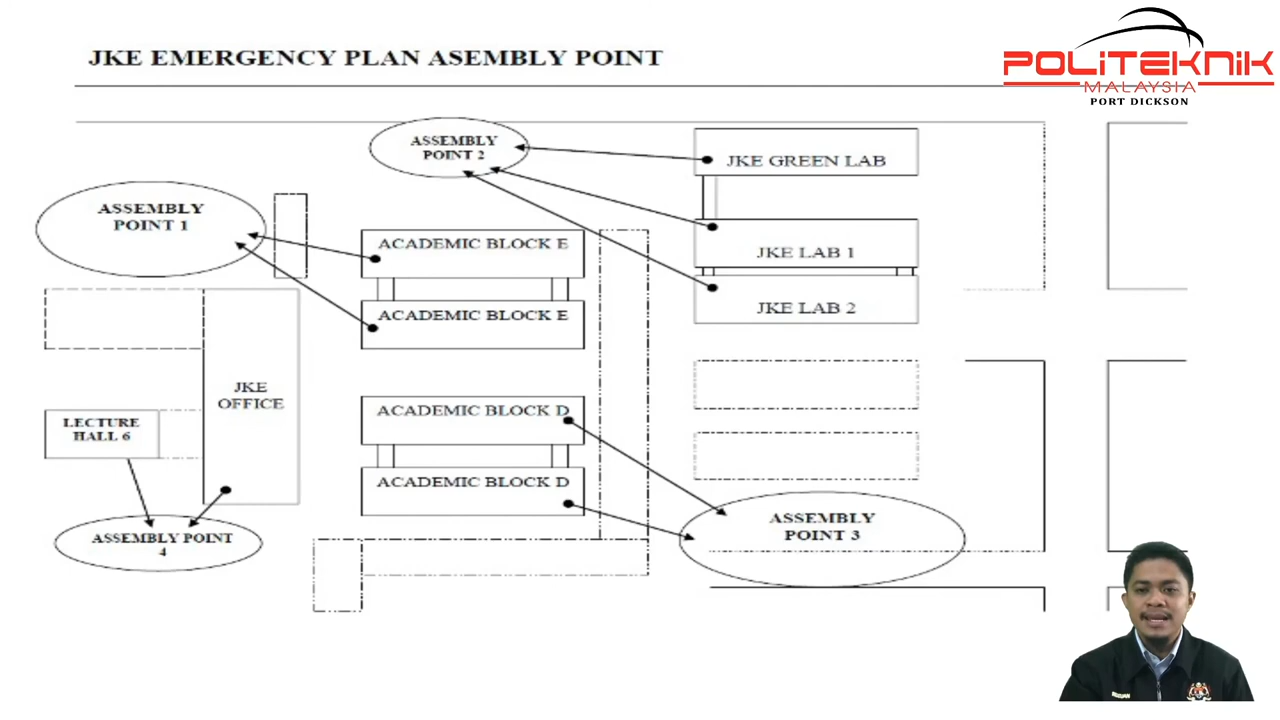 JKE EMERGENCY PLAN ASEMBLY POINT
POLITEKNIK
MALAYSIA
PORT DICKSON
ASSEMBLY
POINT 2
JKE GREEN LAB
ASSEMBLY
POINT 1
ACADEMIC BLOCK E
JKE LAB 1
ACADEMIC BLOCK E
JKE LAB 2
JKE
OFFICE
LECTURE
HALL 6
ACADEMIC BLOCK D
ACADEMIC BLOCK D
ASSEMBLY
POINT 3
ASSEMBLY POINT
4